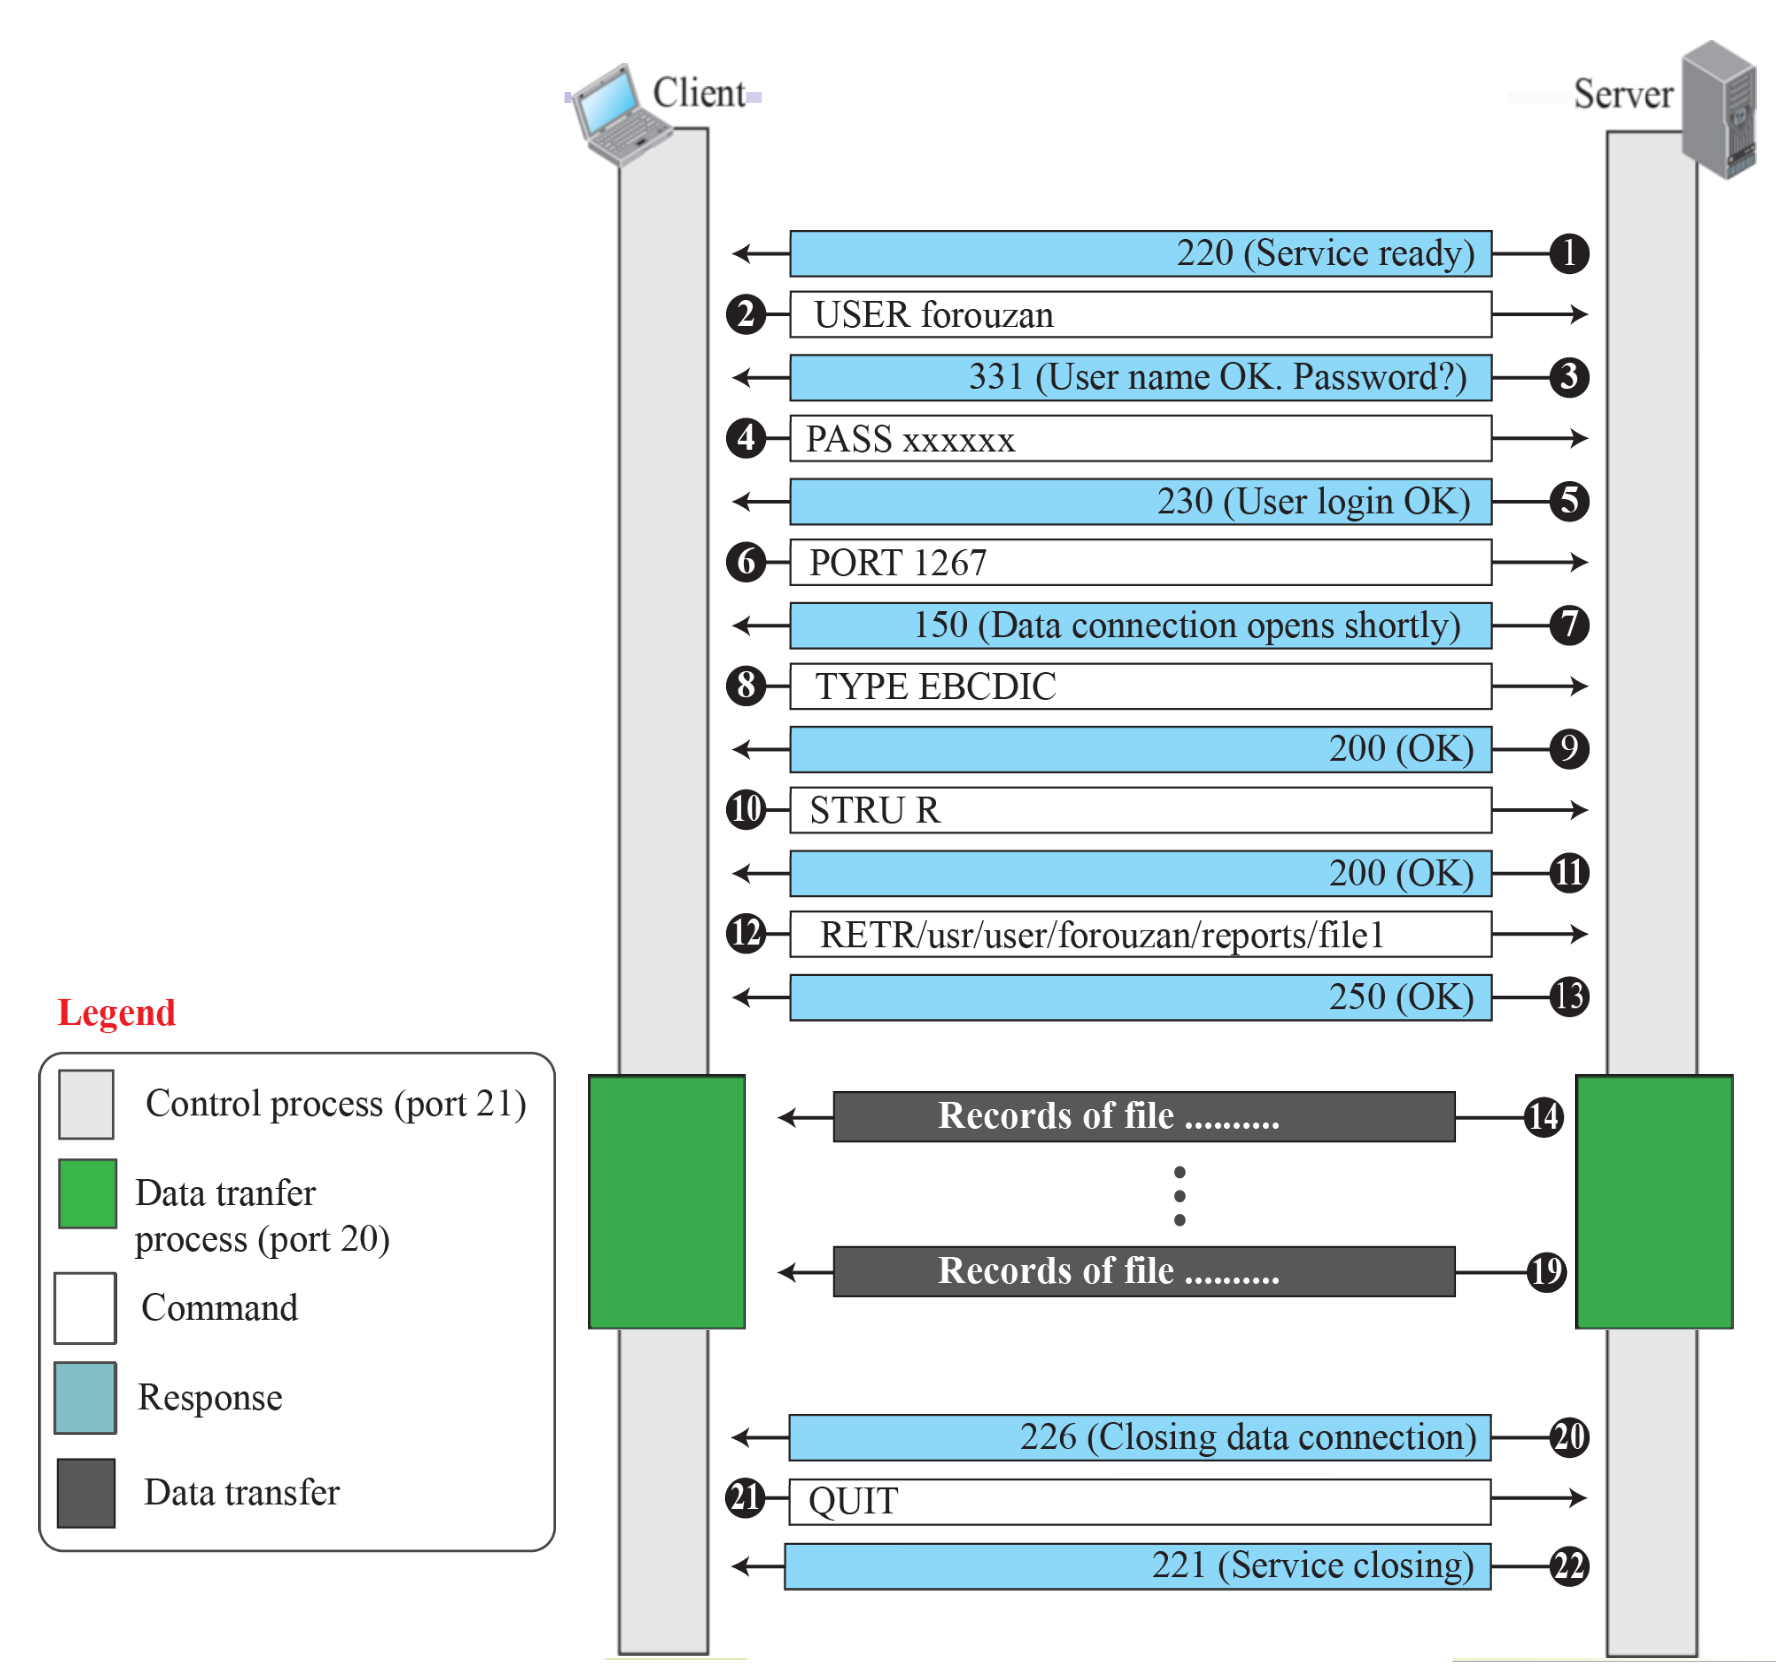 Client
Server
220 (Service ready)
1
2
USER forouzan
331 (User name OK. Password?)
3
4
PASS xxxxxx
230 (User login OK)
5
6
PORT 1267
150 (Data connection opens shortly)
7
8
TYPE EBCDIC
200 (OK)
9
10
STRU R
200 (OK)
11
12
RETR/usr/user/forouzan/reports/file1
250 (OK)
13
Records of file ..........
14
Records of file ..........
19
226 (Closing data connection)
20
21
QUIT
221 (Service closing)
22
Legend
Control process (port 21)
Data tranfer
process (port 20)
Command
Response
Data transfer